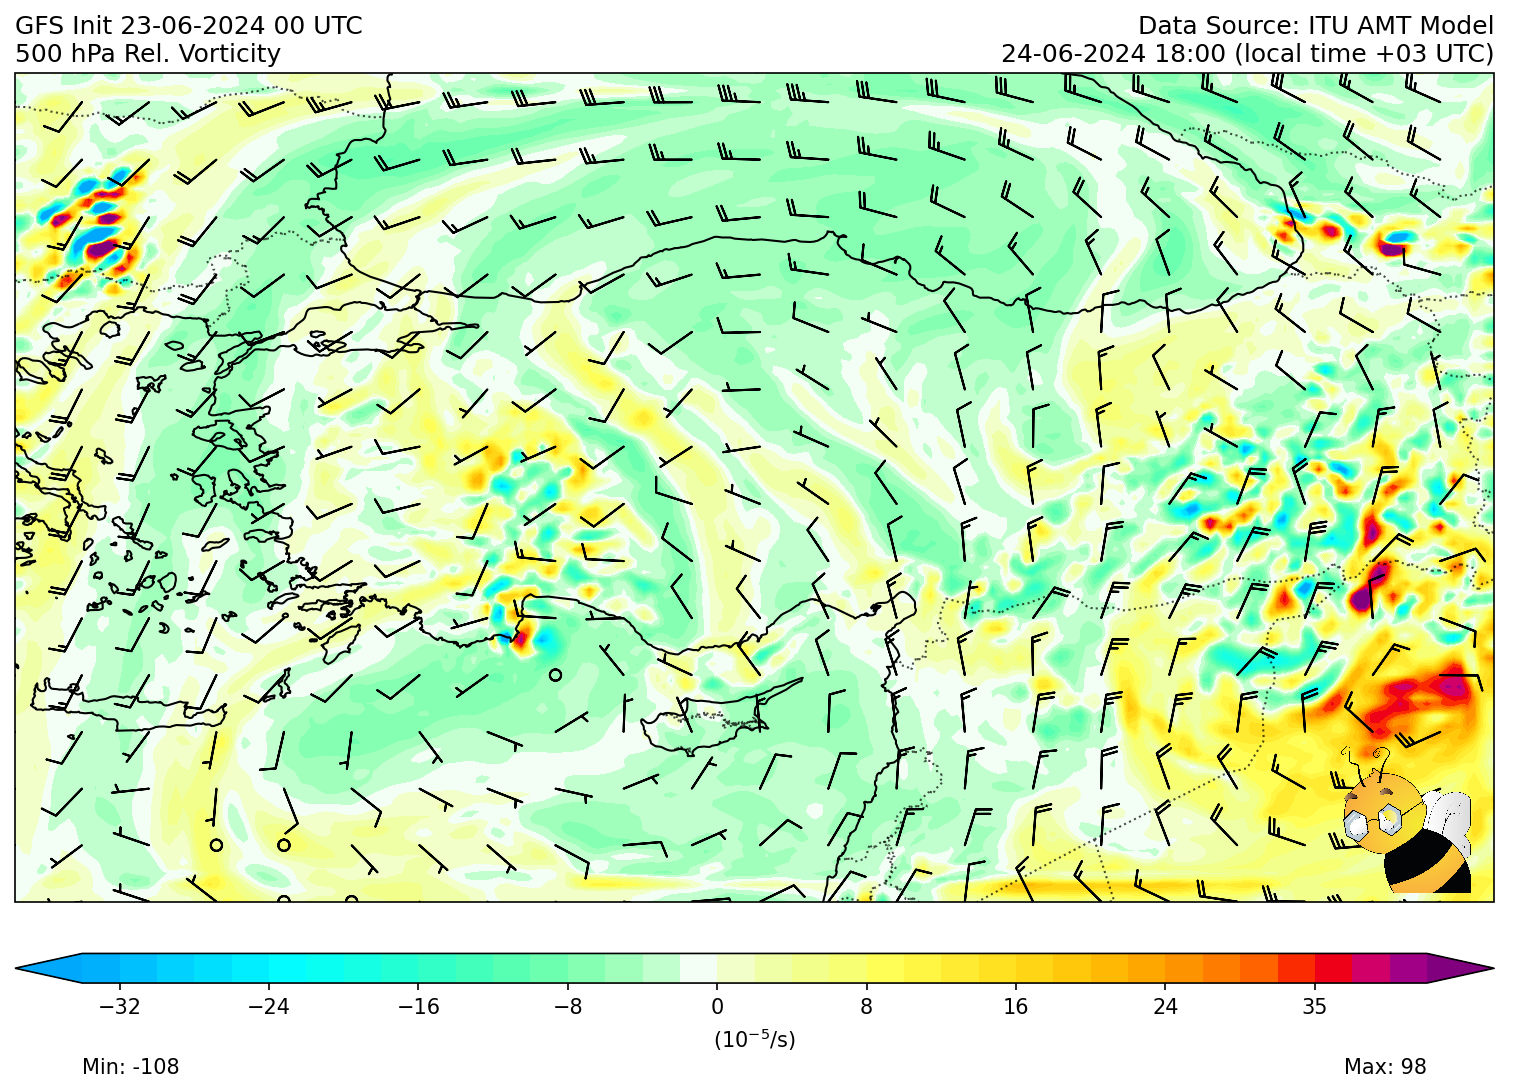 GFS Init 23-06-2024 00 UTC
500 hPa Rel. Vorticity
Data Source: ITU AMT Model
24-06-2024 18:00 (local time +03 UTC)
−32 −24 −16 −8 0 8 16 24 35
(10⁻⁵/s)
Min: -108
Max: 98